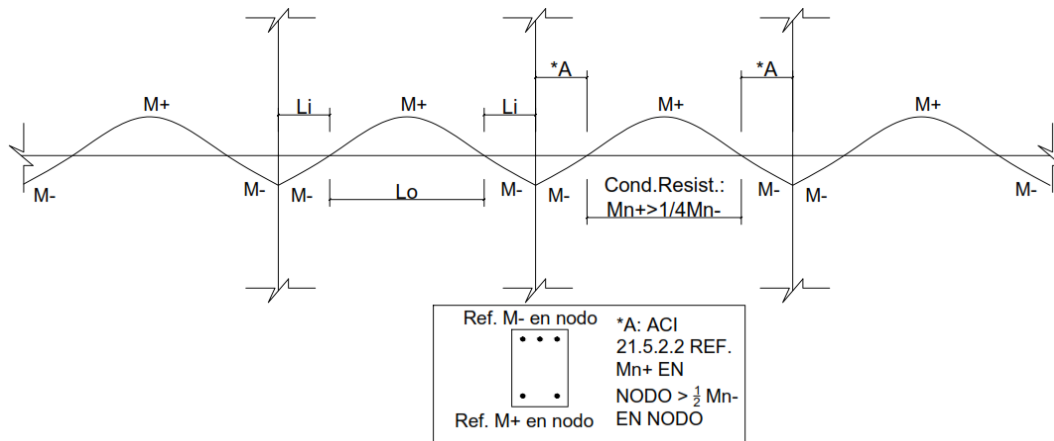 *A
*A
Li
M+
Li
M+
M+
M+
M-
M-
M-
Lo
M-
M-
Cond.Resist.:
Mn+>1/4Mn-
M-
M-
M-
Ref. M- en nodo
Ref. M+ en nodo
*A: ACI
21.5.2.2 REF.
Mn+ EN
NODO > 1/2 Mn-
EN NODO